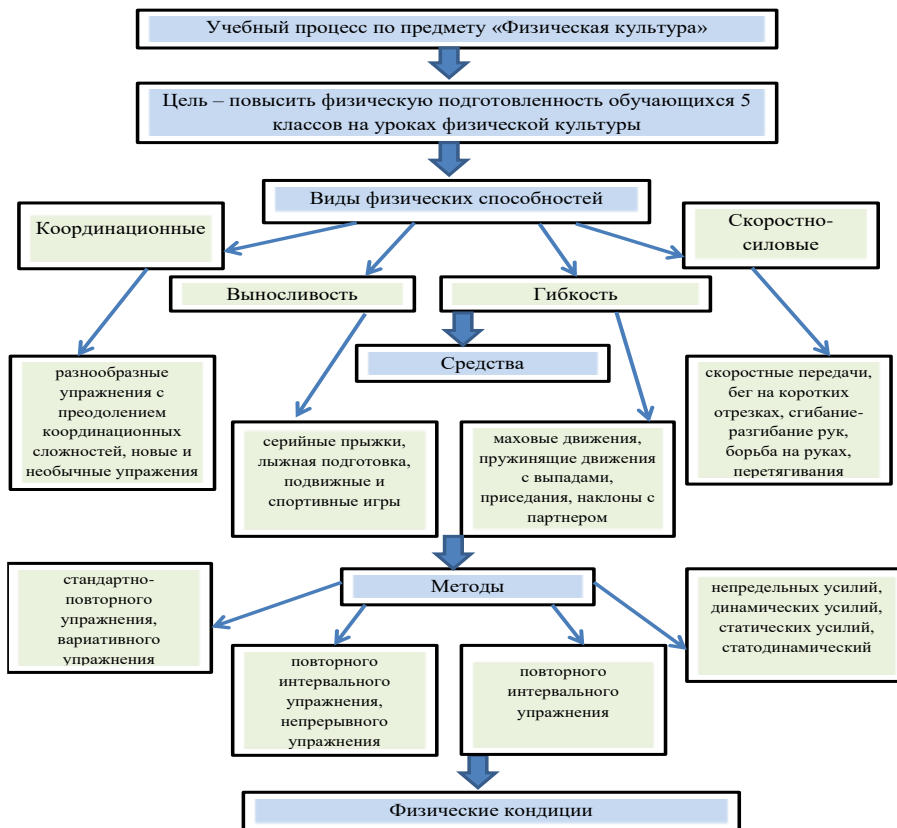 Учебный процесс по предмету «Физическая культура»
Цель – повысить физическую подготовленность обучающихся 5
классов на уроках физической культуры
Виды физических способностей
Координационные
Скоростно-
силовые
Выносливость
Гибкость
Средства
разнообразные
упражнения с
преодолением
координационных
сложностей, новые и
необычные упражения
серийные прыжки,
лыжная подготовка,
подвижные и
спортивные игры
маховые движения,
пружинящие движения
с выпадами,
приседания, наклоны с
партнером
скоростные передачи,
бег на коротких
отрезках, сгибание-
разгибание рук,
борьба на руках,
перетягивания
Методы
стандартно-
повторного
упражнения,
вариативного
упражнения
повторного
интервального
упражнения,
непрерывного
упражнения
повторного
интервального
упражнения
непредельных усилий,
динамических усилий,
статических усилий,
статодинамический
Физические кондиции